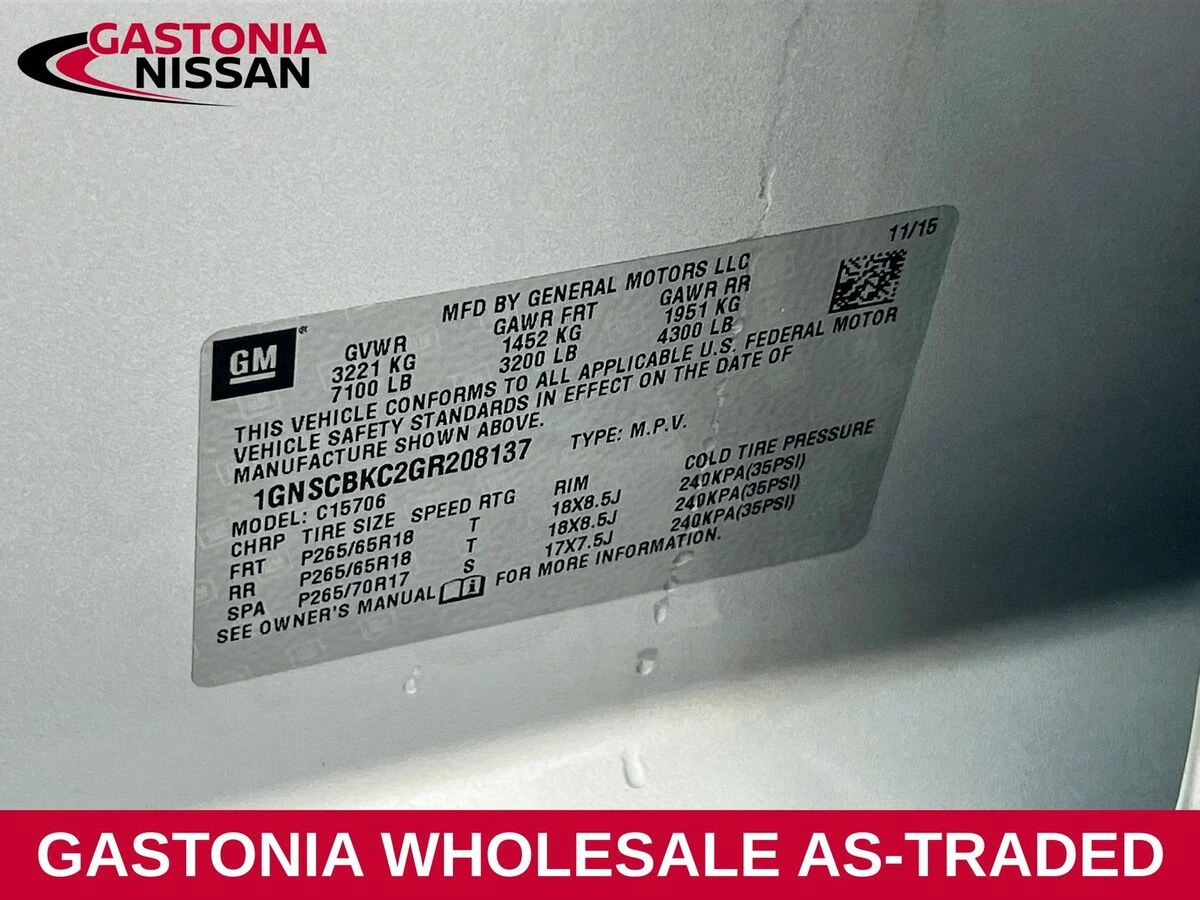 GASTONIA
NISSAN
11/15
MFD BY GENERAL MOTORS LLC
GM
GVWR GAWR FRT GAWR RR
3221 KG 1452 KG 1951 KG
7100 LB 3200 LB 4300 LB
THIS VEHICLE CONFORMS TO ALL APPLICABLE U.S. FEDERAL MOTOR
VEHICLE SAFETY STANDARDS IN EFFECT ON THE DATE OF
MANUFACTURE SHOWN ABOVE.
1GNSCBKC2GR208137 TYPE: M.P.V.
MODEL: C15706
CHRP TIRE SIZE SPEED RTG RIM COLD TIRE PRESSURE
FRT P265/65R18 T 18X8.5J 240KPA(35PSI)
RR P265/65R18 T 18X8.5J 240KPA(35PSI)
SPA P265/70R17 S 17X7.5J 240KPA(35PSI)
SEE OWNER'S MANUAL i FOR MORE INFORMATION.
GASTONIA WHOLESALE AS-TRADED